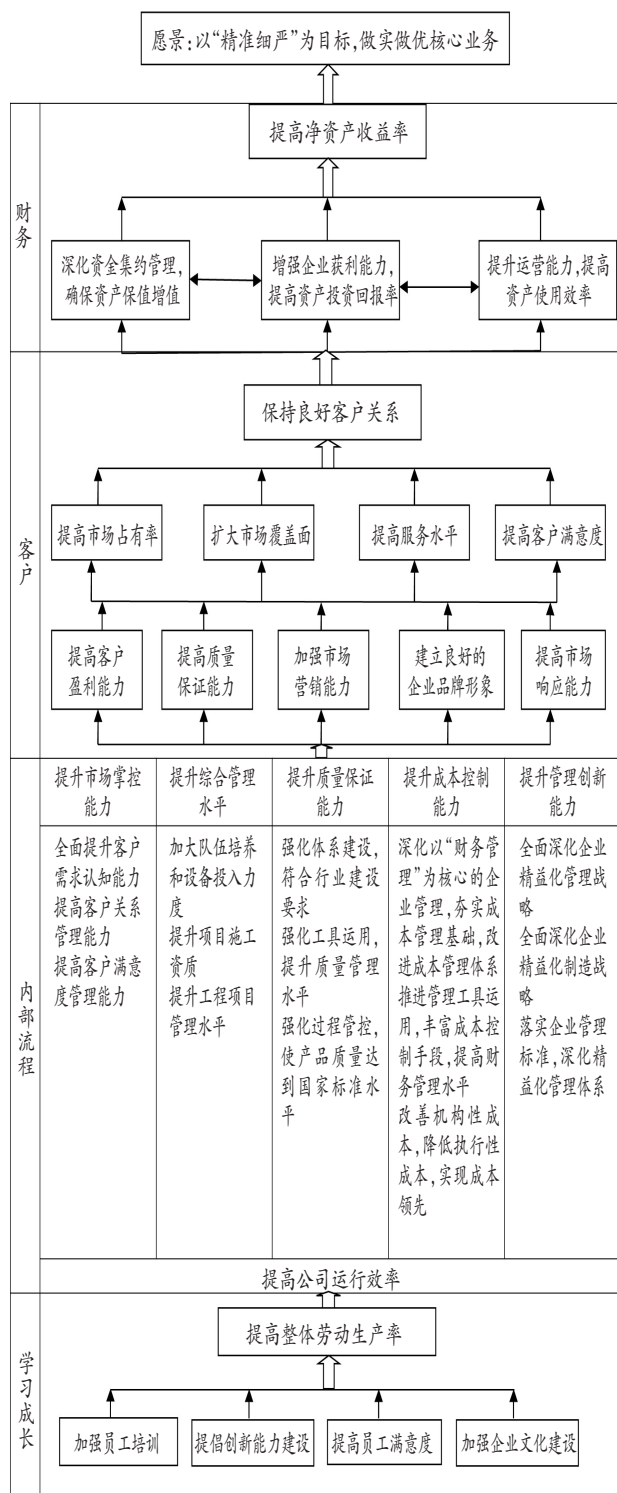 愿景:以“精准细严”为目标,做实做优核心业务
财务
提高净资产收益率
深化资金集约管理,
确保资产保值增值
增强企业获利能力,
提高资产投资回报率
提升运营能力,提高
资产使用效率
客户
保持良好客户关系
提高市场占有率
扩大市场覆盖面
提高服务水平
提高客户满意度
提高客户
盈利能力
提高质量
保证能力
加强市场
营销能力
建立良好的
企业品牌形象
提高市场
响应能力
内部流程
提升市场掌控
能力
提升综合管理
水平
提升质量保证
能力
提升成本控制
能力
提升管理创新
能力
全面提升客户
需求认知能力
提高客户关系
管理能力
提高客户满意
度管理能力
加大队伍培养
和设备投入力
度
提升项目施工
资质
提升工程项目
管理水平
强化体系建设,
符合行业建设
要求
强化工具运用,
提升质量管理
水平
强化过程管控,
使产品质量达
到国家标准水
平
深化以“财务管
理”为核心的企
业管理,夯实成
本管理基础,改
进成本管理体系
推进管理工具运
用,丰富成本控
制手段,提高财
务管理水平
改善机构性成
本,降低执行性
成本,实现成本
领先
全面深化企业
精益化管理战
略
全面深化企业
精益化制造战
略
落实企业管理
标准,深化精
益化管理体系
提高公司运行效率
学习成长
提高整体劳动生产率
加强员工培训
提倡创新能力建设
提高员工满意度
加强企业文化建设